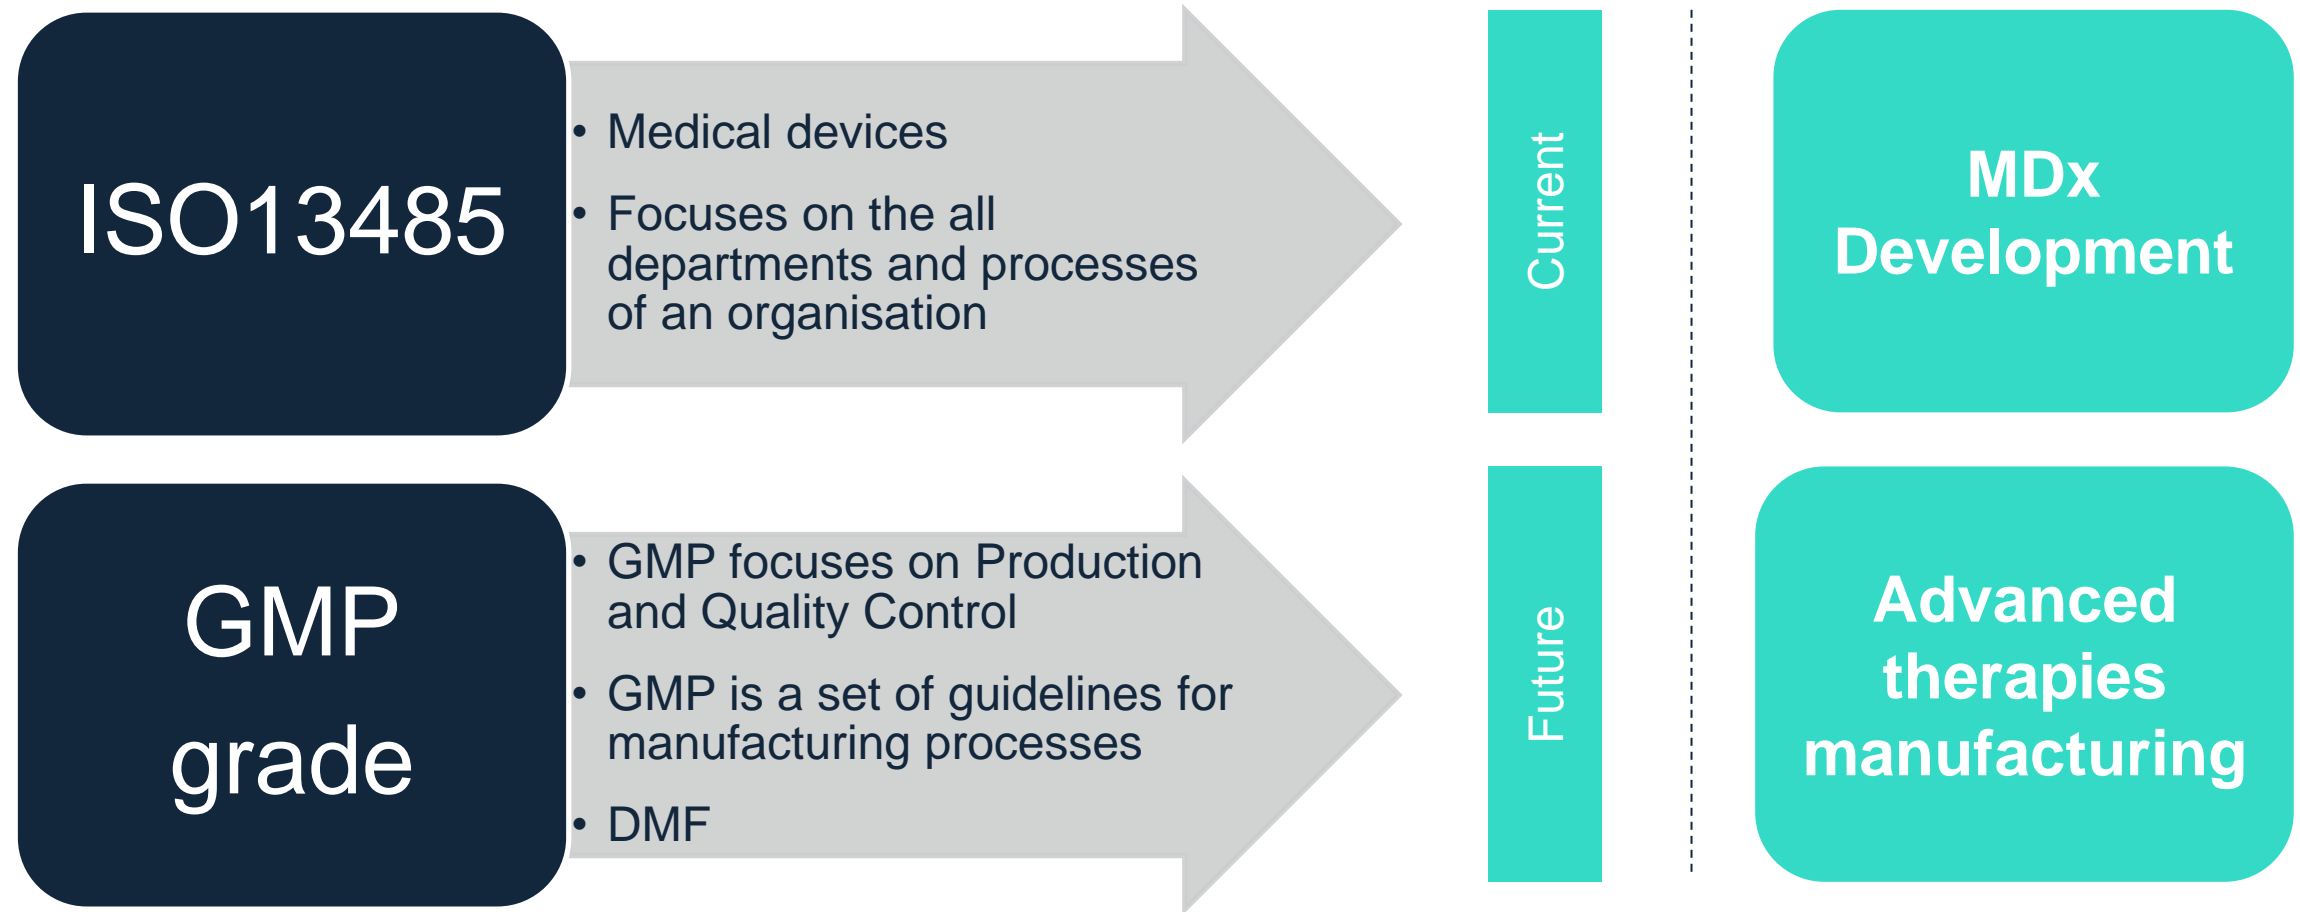 ISO13485
• Medical devices
• Focuses on the all
departments and processes
of an organisation
Current
MDx
Development
GMP
grade
• GMP focuses on Production
and Quality Control
• GMP is a set of guidelines for
manufacturing processes
• DMF
Future
Advanced
therapies
manufacturing